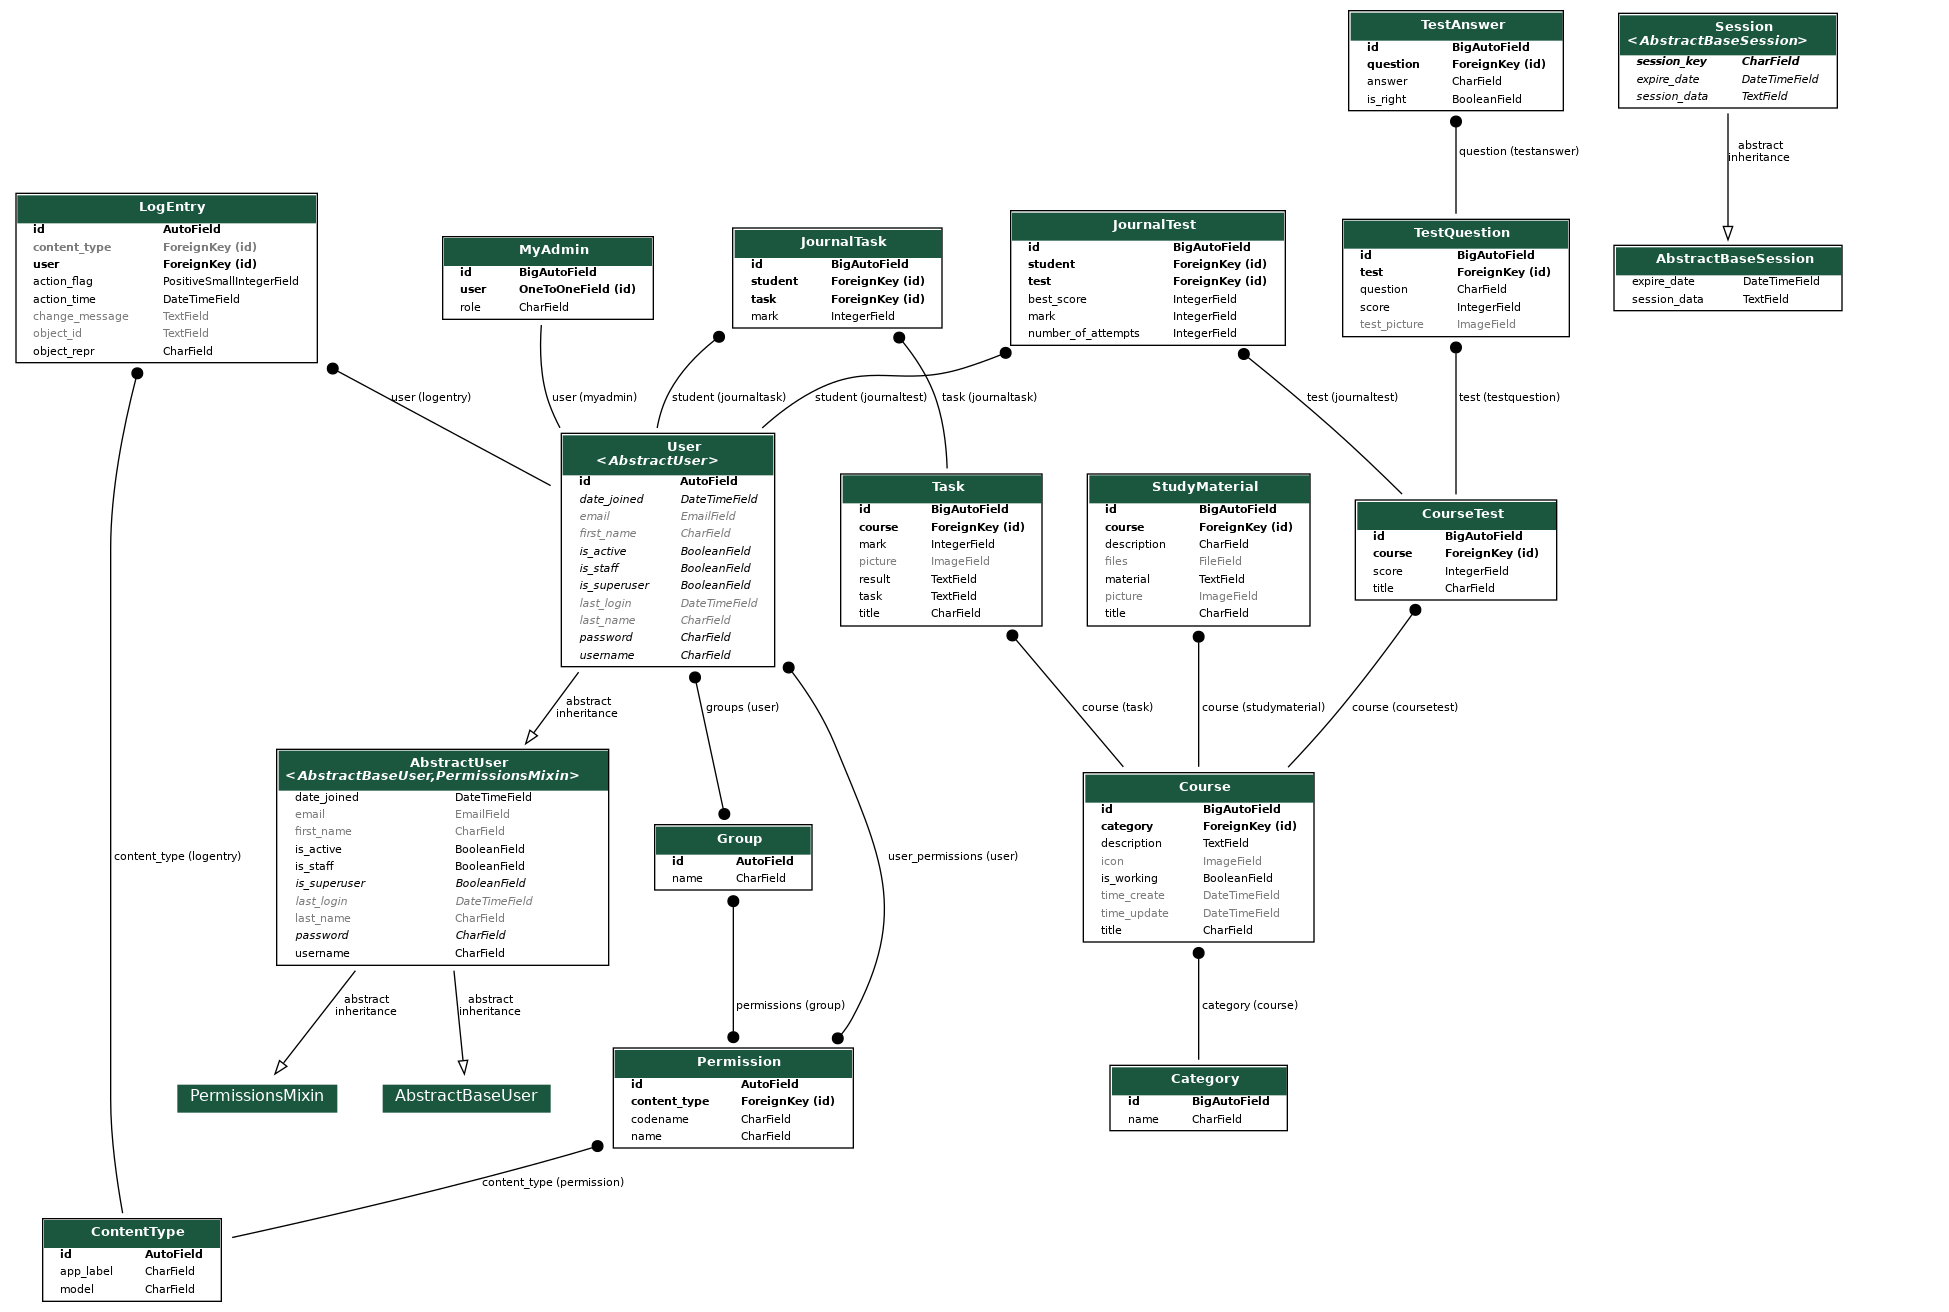 TestAnswer
id BigAutoField
question ForeignKey (id)
answer CharField
is_right BooleanField
Session
<AbstractBaseSession>
session_key CharField
expire_date DateTimeField
session_data TextField
question (testanswer)
abstract
inheritance
LogEntry
id AutoField
content_type ForeignKey (id)
user ForeignKey (id)
action_flag PositiveSmallIntegerField
action_time DateTimeField
change_message TextField
object_id TextField
object_repr CharField
MyAdmin
id BigAutoField
user OneToOneField (id)
role CharField
JournalTask
id BigAutoField
student ForeignKey (id)
task ForeignKey (id)
mark IntegerField
JournalTest
id BigAutoField
student ForeignKey (id)
test ForeignKey (id)
best_score IntegerField
mark IntegerField
number_of_attempts IntegerField
TestQuestion
id BigAutoField
test ForeignKey (id)
question CharField
score IntegerField
test_picture ImageField
AbstractBaseSession
expire_date DateTimeField
session_data TextField
user (logentry)
user (myadmin)
student (journaltask)
student (journaltest)
task (journaltask)
test (journaltest)
test (testquestion)
User
<AbstractUser>
id AutoField
date_joined DateTimeField
email EmailField
first_name CharField
is_active BooleanField
is_staff BooleanField
is_superuser BooleanField
last_login DateTimeField
last_name CharField
password CharField
username CharField
Task
id BigAutoField
course ForeignKey (id)
mark IntegerField
picture ImageField
result TextField
task TextField
title CharField
StudyMaterial
id BigAutoField
course ForeignKey (id)
description CharField
files FileField
material TextField
picture ImageField
title CharField
CourseTest
id BigAutoField
course ForeignKey (id)
score IntegerField
title CharField
abstract
inheritance
groups (user)
course (task)
course (studymaterial)
course (coursetest)
AbstractUser
<AbstractBaseUser,PermissionsMixin>
date_joined DateTimeField
email EmailField
first_name CharField
is_active BooleanField
is_staff BooleanField
is_superuser BooleanField
last_login DateTimeField
last_name CharField
password CharField
username CharField
content_type (logentry)
Group
id AutoField
name CharField
user_permissions (user)
Course
id BigAutoField
category ForeignKey (id)
description TextField
icon ImageField
is_working BooleanField
time_create DateTimeField
time_update DateTimeField
title CharField
abstract
inheritance
abstract
inheritance
permissions (group)
category (course)
PermissionsMixin
AbstractBaseUser
Permission
id AutoField
content_type ForeignKey (id)
codename CharField
name CharField
Category
id BigAutoField
name CharField
content_type (permission)
ContentType
id AutoField
app_label CharField
model CharField